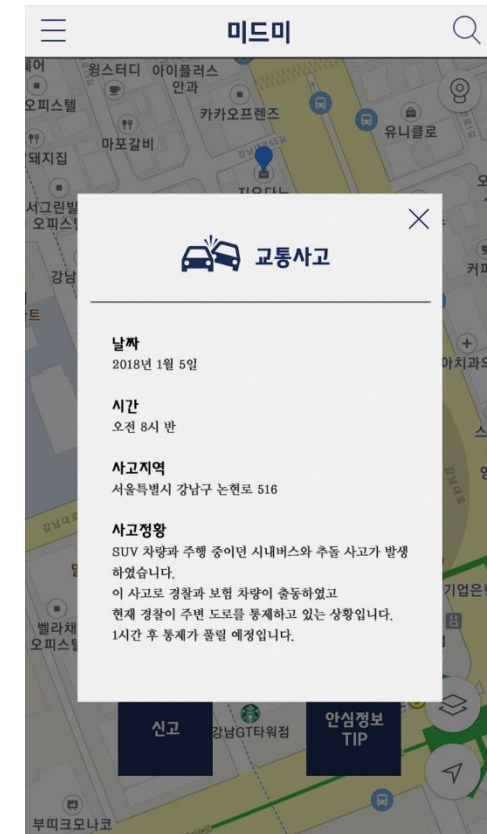 미드미
윙스터디
아이플러스
안과
오피스텔
카카오프렌즈
마포갈비
유니클로
돼지집
서그린빌
교통사고
날짜
2018년 1월 5일
시간
오전 8시 반
사고지역
서울특별시 강남구 논현로 516
사고정황
SUV 차량과 주행 중이던 시내버스와 추돌 사고가 발생
하였습니다.
이 사고로 경찰과 보험 차량이 출동하였고
현재 경찰이 주변 도로를 통제하고 있는 상황입니다.
1시간 후 통제가 풀릴 예정입니다.
기업은
벨라채
신고
강남GT타워점
안심정보
TIP
부띠크모나코